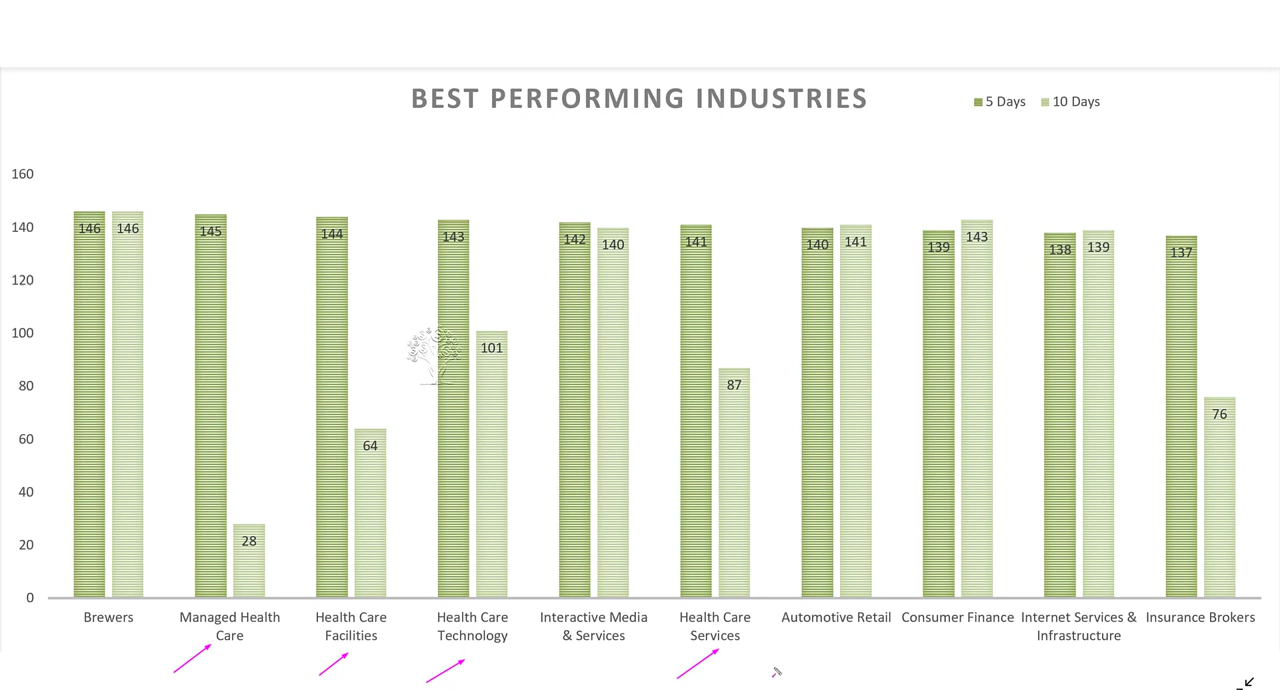 BEST PERFORMING INDUSTRIES
5 Days 10 Days
160
140
120
100
80
60
40
20
0
146 146
145 28
144 64
143 101
142 140
141 87
140 141
139 143
138 139
137 76
Brewers
Managed Health
Care
Health Care
Facilities
Health Care
Technology
Interactive Media
& Services
Health Care
Services
Automotive Retail
Consumer Finance
Internet Services &
Infrastructure
Insurance Brokers